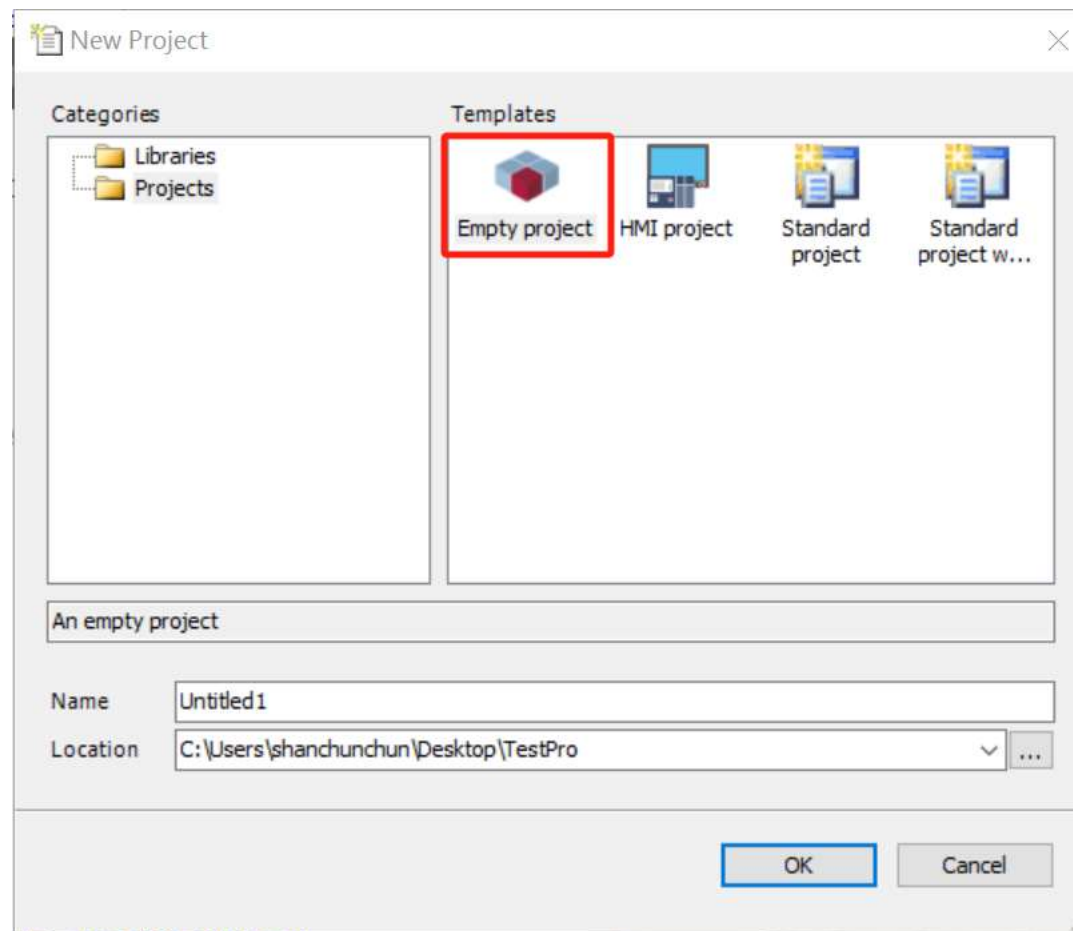 New Project
Categories
Templates
Libraries
Projects
Empty project
HMI project
Standard
project
Standard
project w...
An empty project
Name
Untitled1
Location
C:\Users\shanchunchun\Desktop\TestPro
...
OK
Cancel